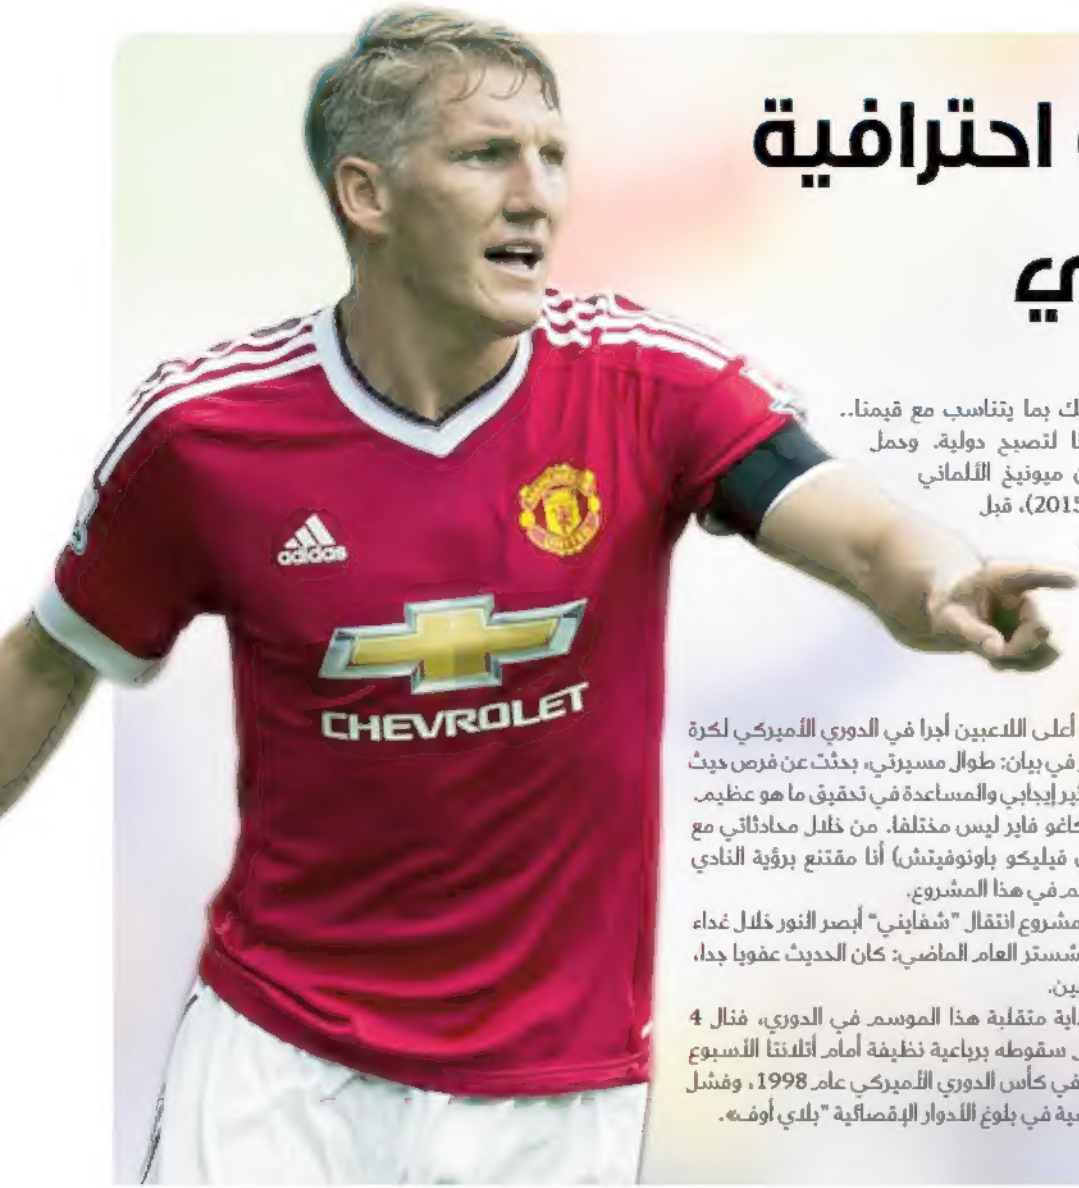 احترافية
ي
ك بما يتناسب مع قيمنا..
نا لتصبح دولية. وحمل
ن ميونيخ الألماني
2015)، قبل
adidas
CHEVROLET
أعلى اللاعبين أجرا في الدوري الأميركي لكرة
ر في بيان: طوال مسيرتي، بحثت عن فرص حيث
ثير إيجابي والمساعدة في تحقيق ما هو عظيم.
كاغو فاير ليس مختلفا. من خلال محادثاتي مع
ب فيليكو باونوفيتش) أنا مقتنع برؤية النادي
هم في هذا المشروع.
مشروع انتقال "شفايني" أبصر النور خلال غداء
شستر العام الماضي: كان الحديث عفويا جدا،
ين.
داية متقلبة هذا الموسم في الدوري، فنال 4
ل سقوطه برباعية نظيفة أمام أتلانتا الأسبوع
في كأس الدوري الأميركي عام 1998، وفشل
ضية في بلوغ الأدوار الإقصائية "بلاي أوف».